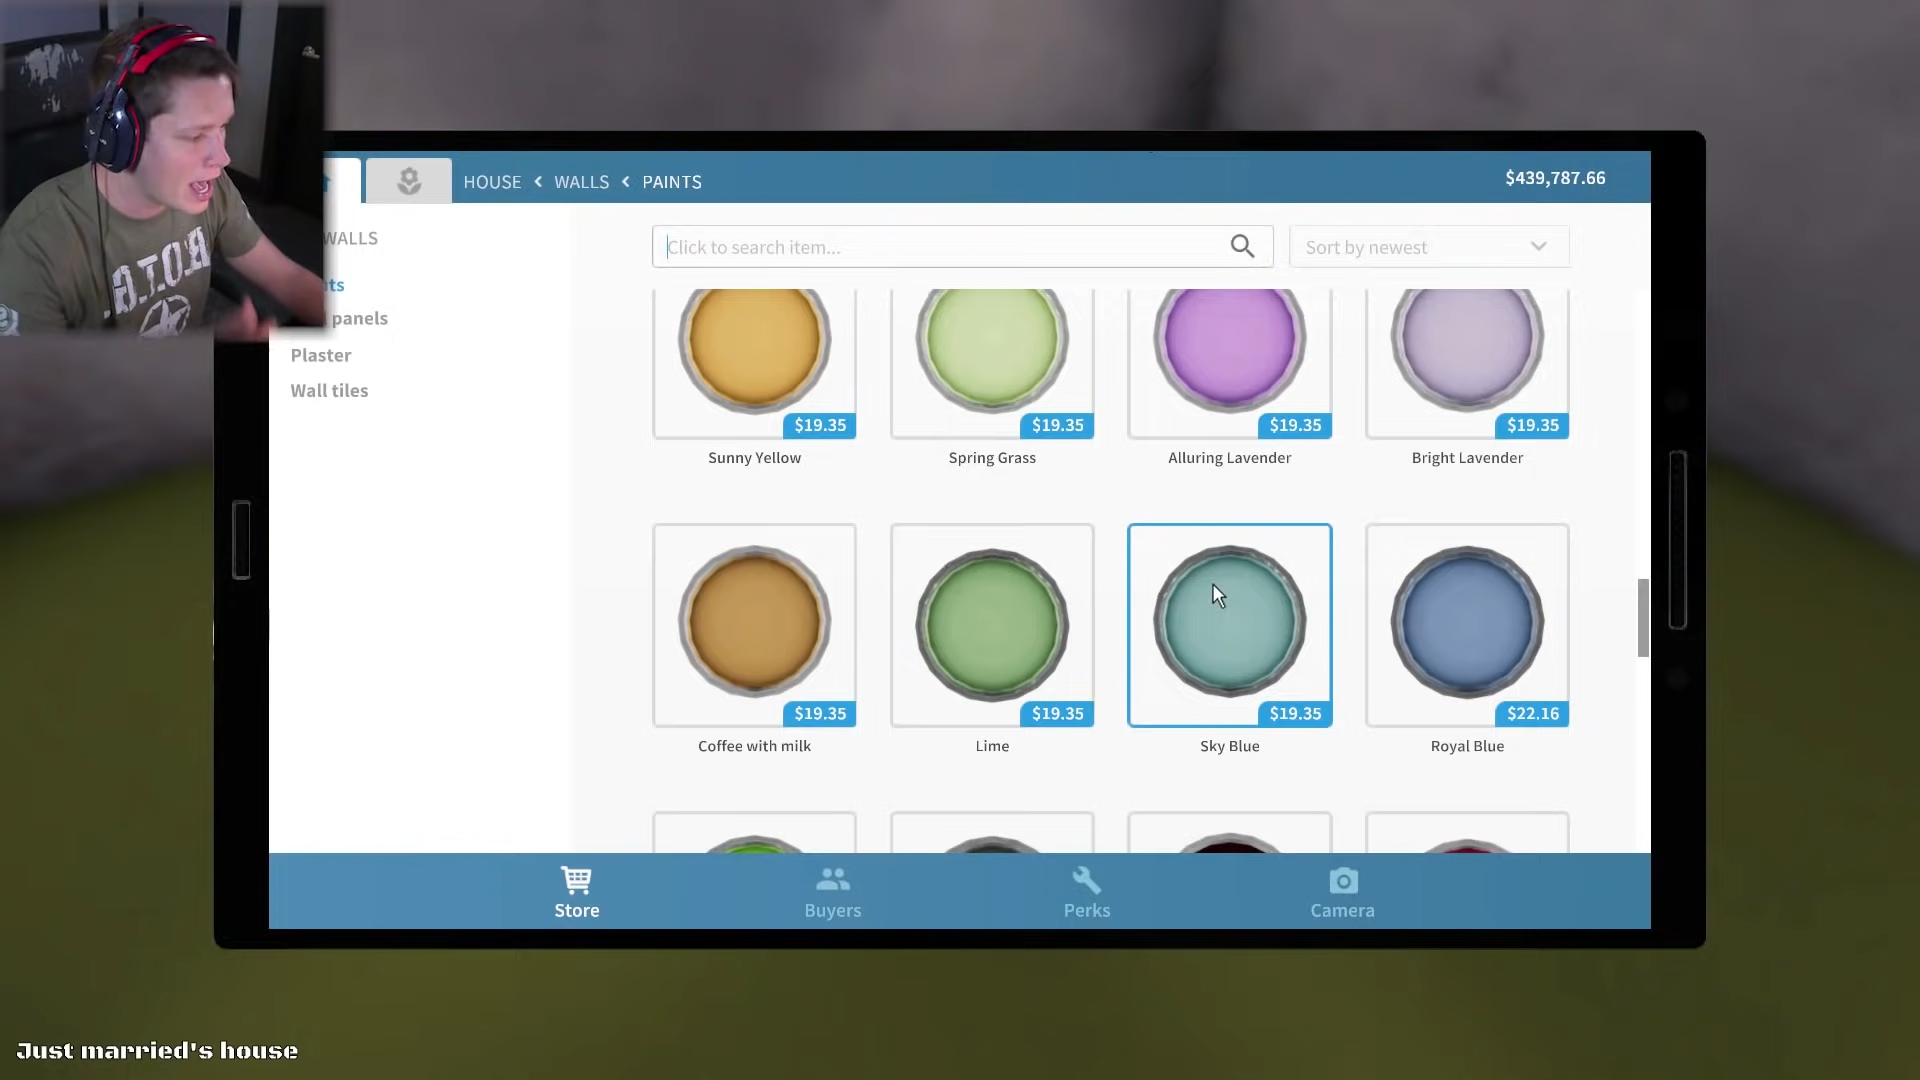 HOUSE < WALLS < PAINTS
$439,787.66
WALLS
Click to search item...
Sort by newest
panels
Plaster
Wall tiles
$19.35 $19.35 $19.35 $19.35
Sunny Yellow Spring Grass Alluring Lavender Bright Lavender
$19.35 $19.35 $19.35 $22.16
Coffee with milk Lime Sky Blue Royal Blue
Store Buyers Perks Camera
Just married's house